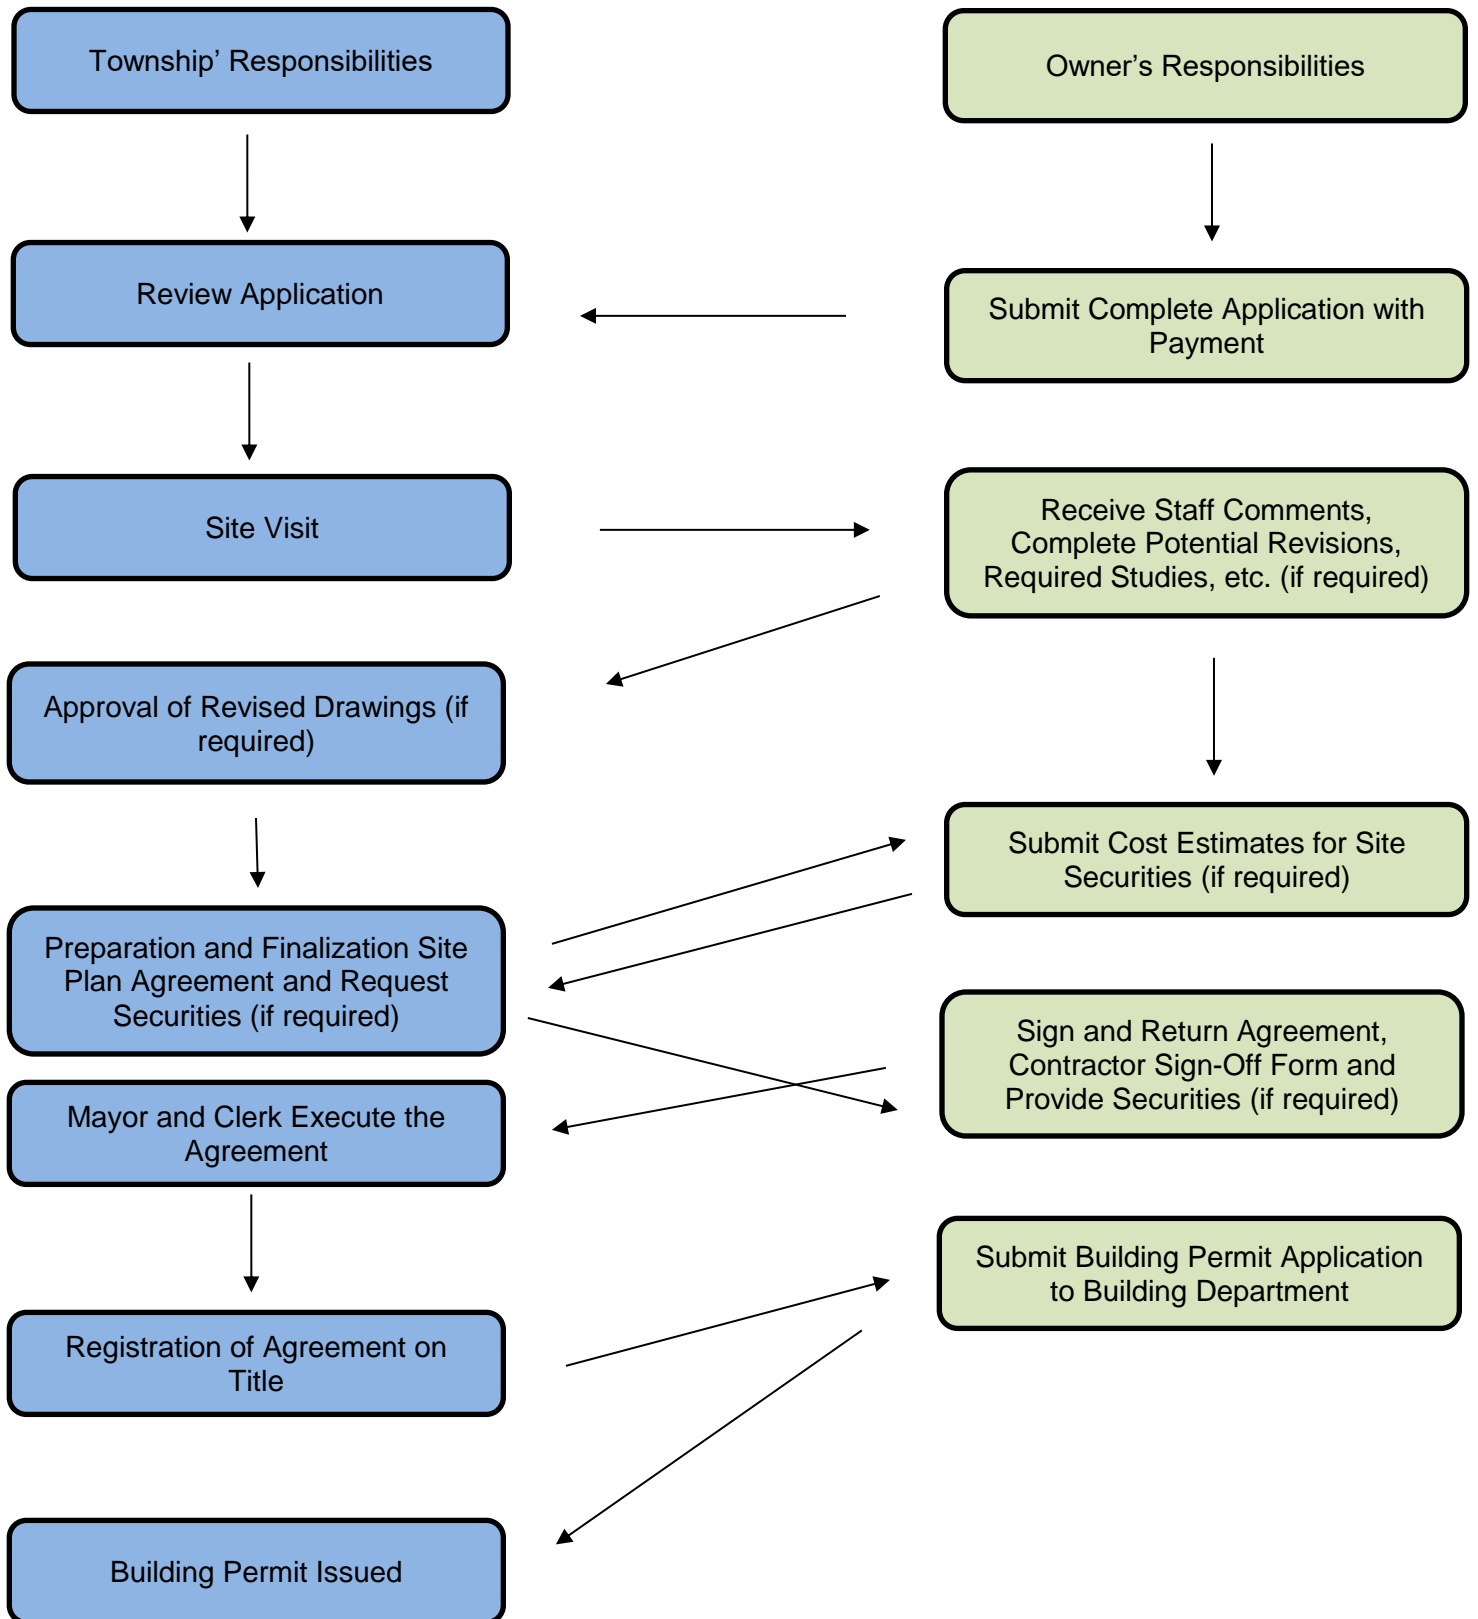 Township’ Responsibilities
Owner’s Responsibilities
Review Application
Submit Complete Application with
Payment
Site Visit
Receive Staff Comments,
Complete Potential Revisions,
Required Studies, etc. (if required)
Approval of Revised Drawings (if
required)
Submit Cost Estimates for Site
Securities (if required)
Preparation and Finalization Site
Plan Agreement and Request
Securities (if required)
Sign and Return Agreement,
Contractor Sign-Off Form and
Provide Securities (if required)
Mayor and Clerk Execute the
Agreement
Submit Building Permit Application
to Building Department
Registration of Agreement on
Title
Building Permit Issued